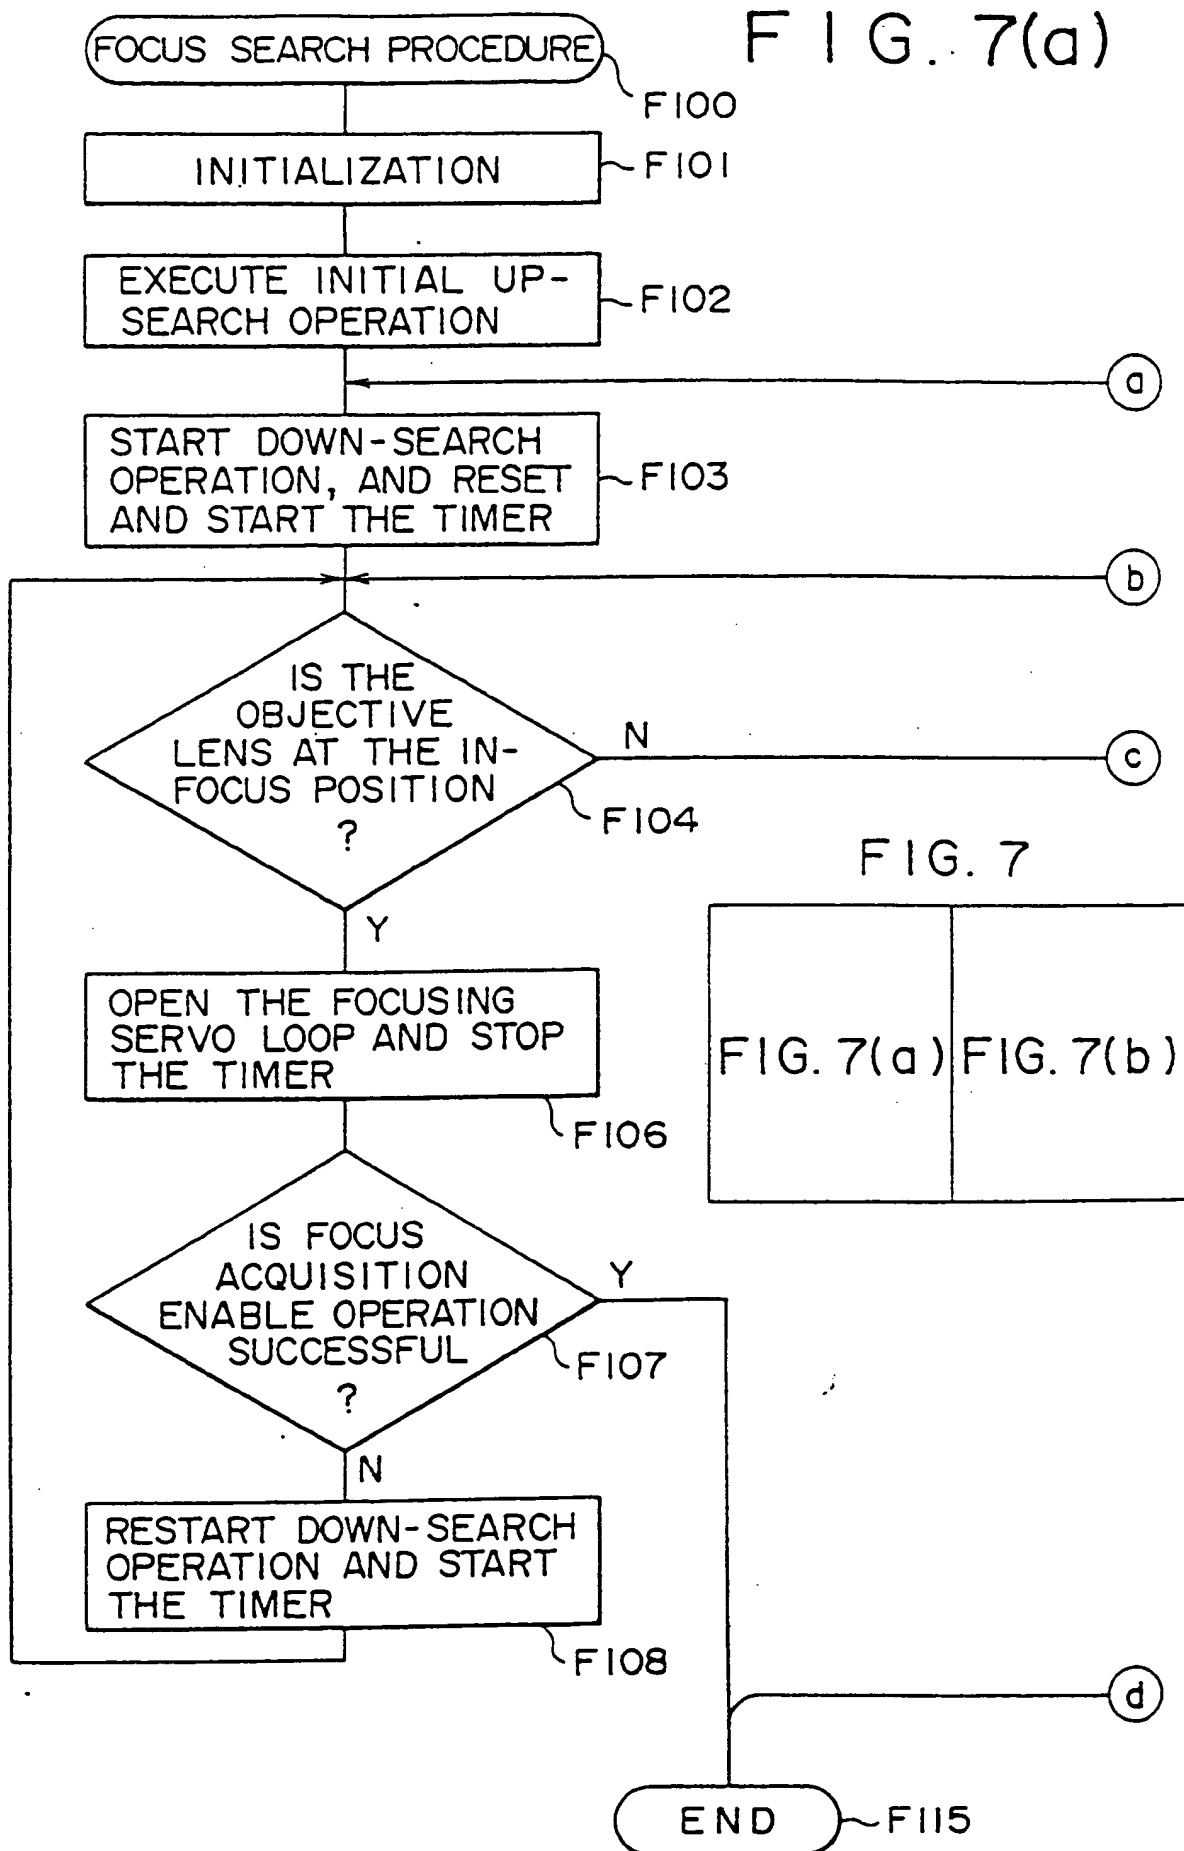 FIG. 7(a)
FOCUS SEARCH PROCEDURE
F100
INITIALIZATION
F101
EXECUTE INITIAL UP-
SEARCH OPERATION
F102
a
START DOWN-SEARCH
OPERATION, AND RESET
AND START THE TIMER
F103
b
IS THE
OBJECTIVE
LENS AT THE IN-
FOCUS POSITION
?
N
c
F104
Y
FIG. 7
FIG. 7(a)
FIG. 7(b)
OPEN THE FOCUSING
SERVO LOOP AND STOP
THE TIMER
F106
IS FOCUS
ACQUISITION
ENABLE OPERATION
SUCCESSFUL
?
Y
F107
N
RESTART DOWN-SEARCH
OPERATION AND START
THE TIMER
F108
d
END
F115